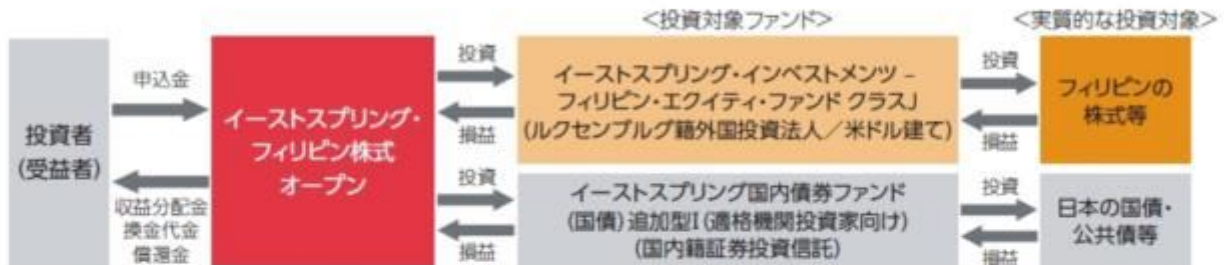 <投資対象ファンド>
<実質的な投資対象>
投資者
(受益者)
申込金
収益分配金
換金代金
償還金
イーストスプリング・
フィリピン株式
オープン
投資
損益
投資
損益
イーストスプリング・インベストメンツ –
フィリピン・エクイティ・ファンド クラスJ
(ルクセンブルグ籍外国投資法人/米ドル建て)
イーストスプリング国内債券ファンド
(国債)追加型I(適格機関投資家向け)
(国内籍証券投資信託)
投資
損益
投資
損益
フィリピンの
株式等
日本の国債・
公共債等